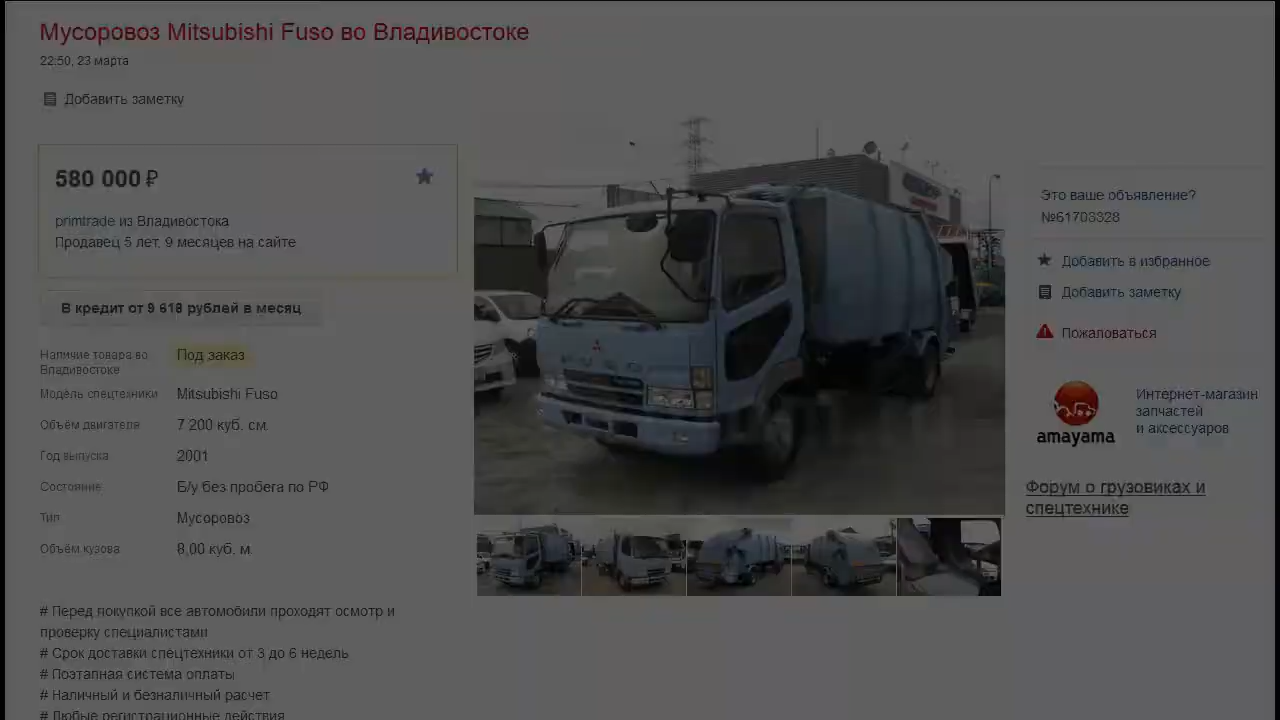 Мусоровоз Mitsubishi Fuso во Владивостоке
22:50, 23 марта
Добавить заметку
580 000 ₽
primtrade из Владивостока
Продавец 5 лет 9 месяцев на сайте
В кредит от 9 618 рублей в месяц
Наличие товара во
Владивостоке
Под заказ
Модель спецтехники Mitsubishi Fuso
Объём двигателя 7 200 куб. см.
Год выпуска 2001
Состояние Б/у без пробега по РФ
Тип Мусоровоз
Объём кузова 8,00 куб. м.
# Перед покупкой все автомобили проходят осмотр и
проверку специалистами
# Срок доставки спецтехники от 3 до 6 недель
# Поэтапная система оплаты
# Наличный и безналичный расчет
# Любые регистрационные действия
Это ваше объявление?
№61703328
Добавить в избранное
Добавить заметку
Пожаловаться
amayama
Интернет-магазин
запчастей
и аксессуаров
Форум о грузовиках и
спецтехнике